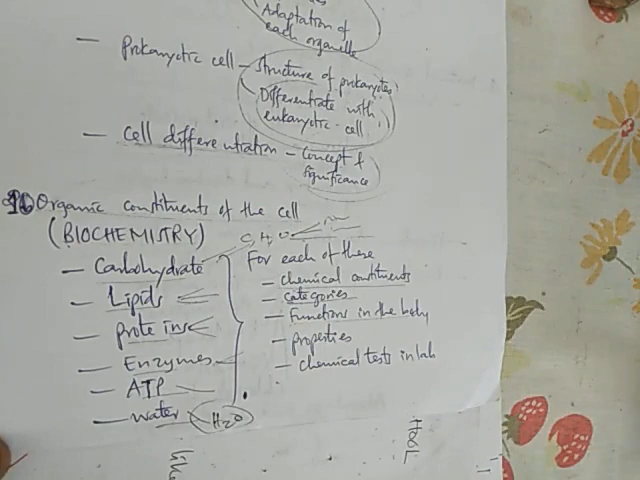 Adaptation of
each organelle
— Prokaryotic cell – Structure of prokaryotes
Differentiate with
eukaryotic cell
— Cell differentiation – Concept &
significance
Organic constituents of the cell
(BIOCHEMISTRY)
C, H, O
— Carbohydrate
— Lipids
— Proteins
— Enzymes
— ATP
— Water H2O
For each of these
— chemical constituents
— categories
— Functions in the body
— properties
— chemical tests in lab